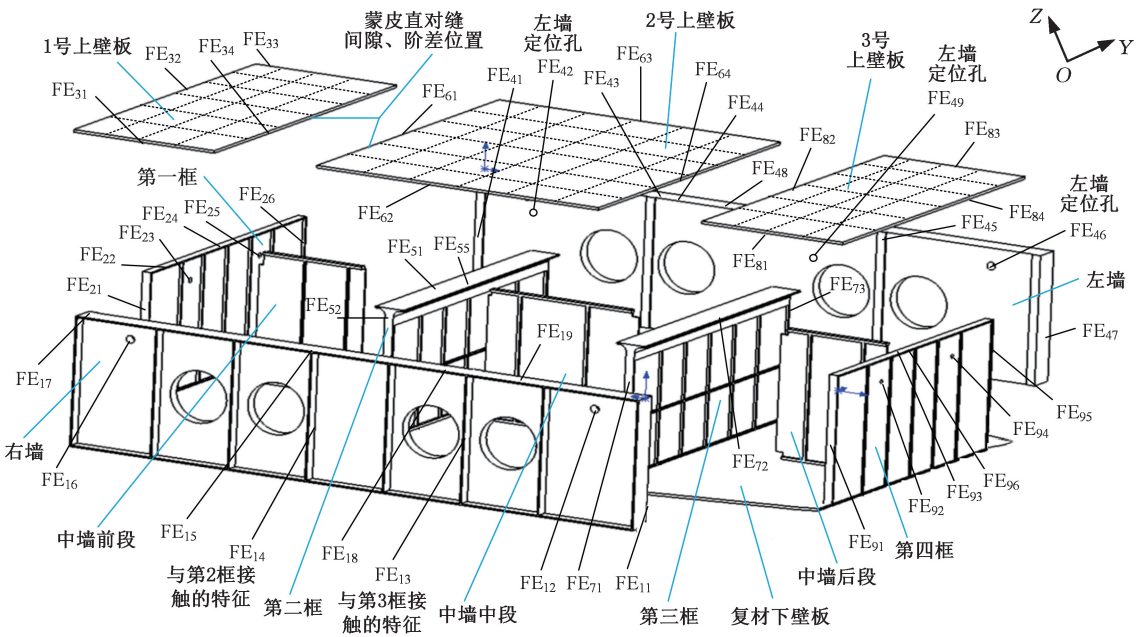 蒙皮直对缝
间隙、阶差位置
左墙
定位孔
2号上壁板
3号
上壁板
左墙
定位孔
Z
Y
O
1号上壁板
FE32
FE34
FE33
FE31
FE61
FE41
FE42
FE43
FE63
FE64
FE44
FE49
FE82
FE83
第一框
FE24
FE25
FE26
FE23
FE22
FE21
FE62
FE48
左墙
定位孔
FE84
FE45
FE46
FE81
FE51
FE55
FE52
FE73
左墙
FE47
FE19
FE17
右墙
FE16
FE72
FE95
FE94
FE96
FE93
FE92
FE91
中墙前段
FE15
FE14
FE18
FE13
FE12
FE71
FE11
第四框
中墙后段
与第2框接
触的特征
第二框
与第3框接
触的特征
中墙中段
第三框
复材下壁板